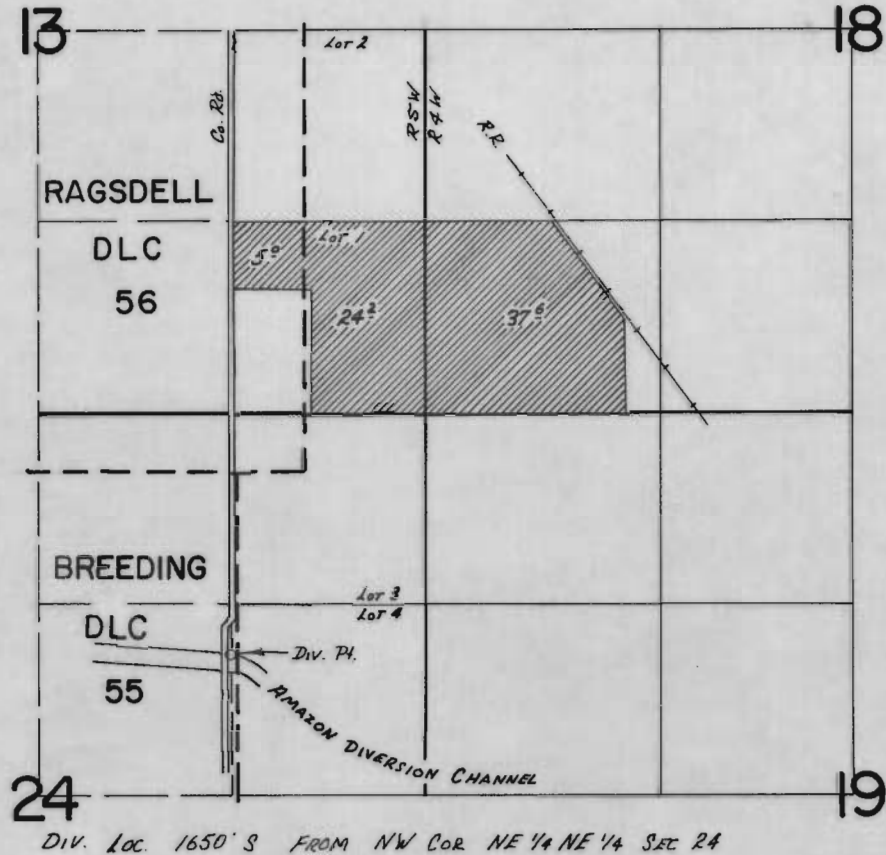 13 18
Lot 2
Co. Rd.
R5W
R4W
R.R.
RAGSDELL
DLC
56
Lot 1
5.0
24.2
37.6
BREEDING
DLC
55
Lot 3
Lot 4
Div. Pt.
AMAZON DIVERSION CHANNEL
24 19
DIV. LOC. 1650' S FROM NW COR NE 1/4 NE 1/4 SEC 24